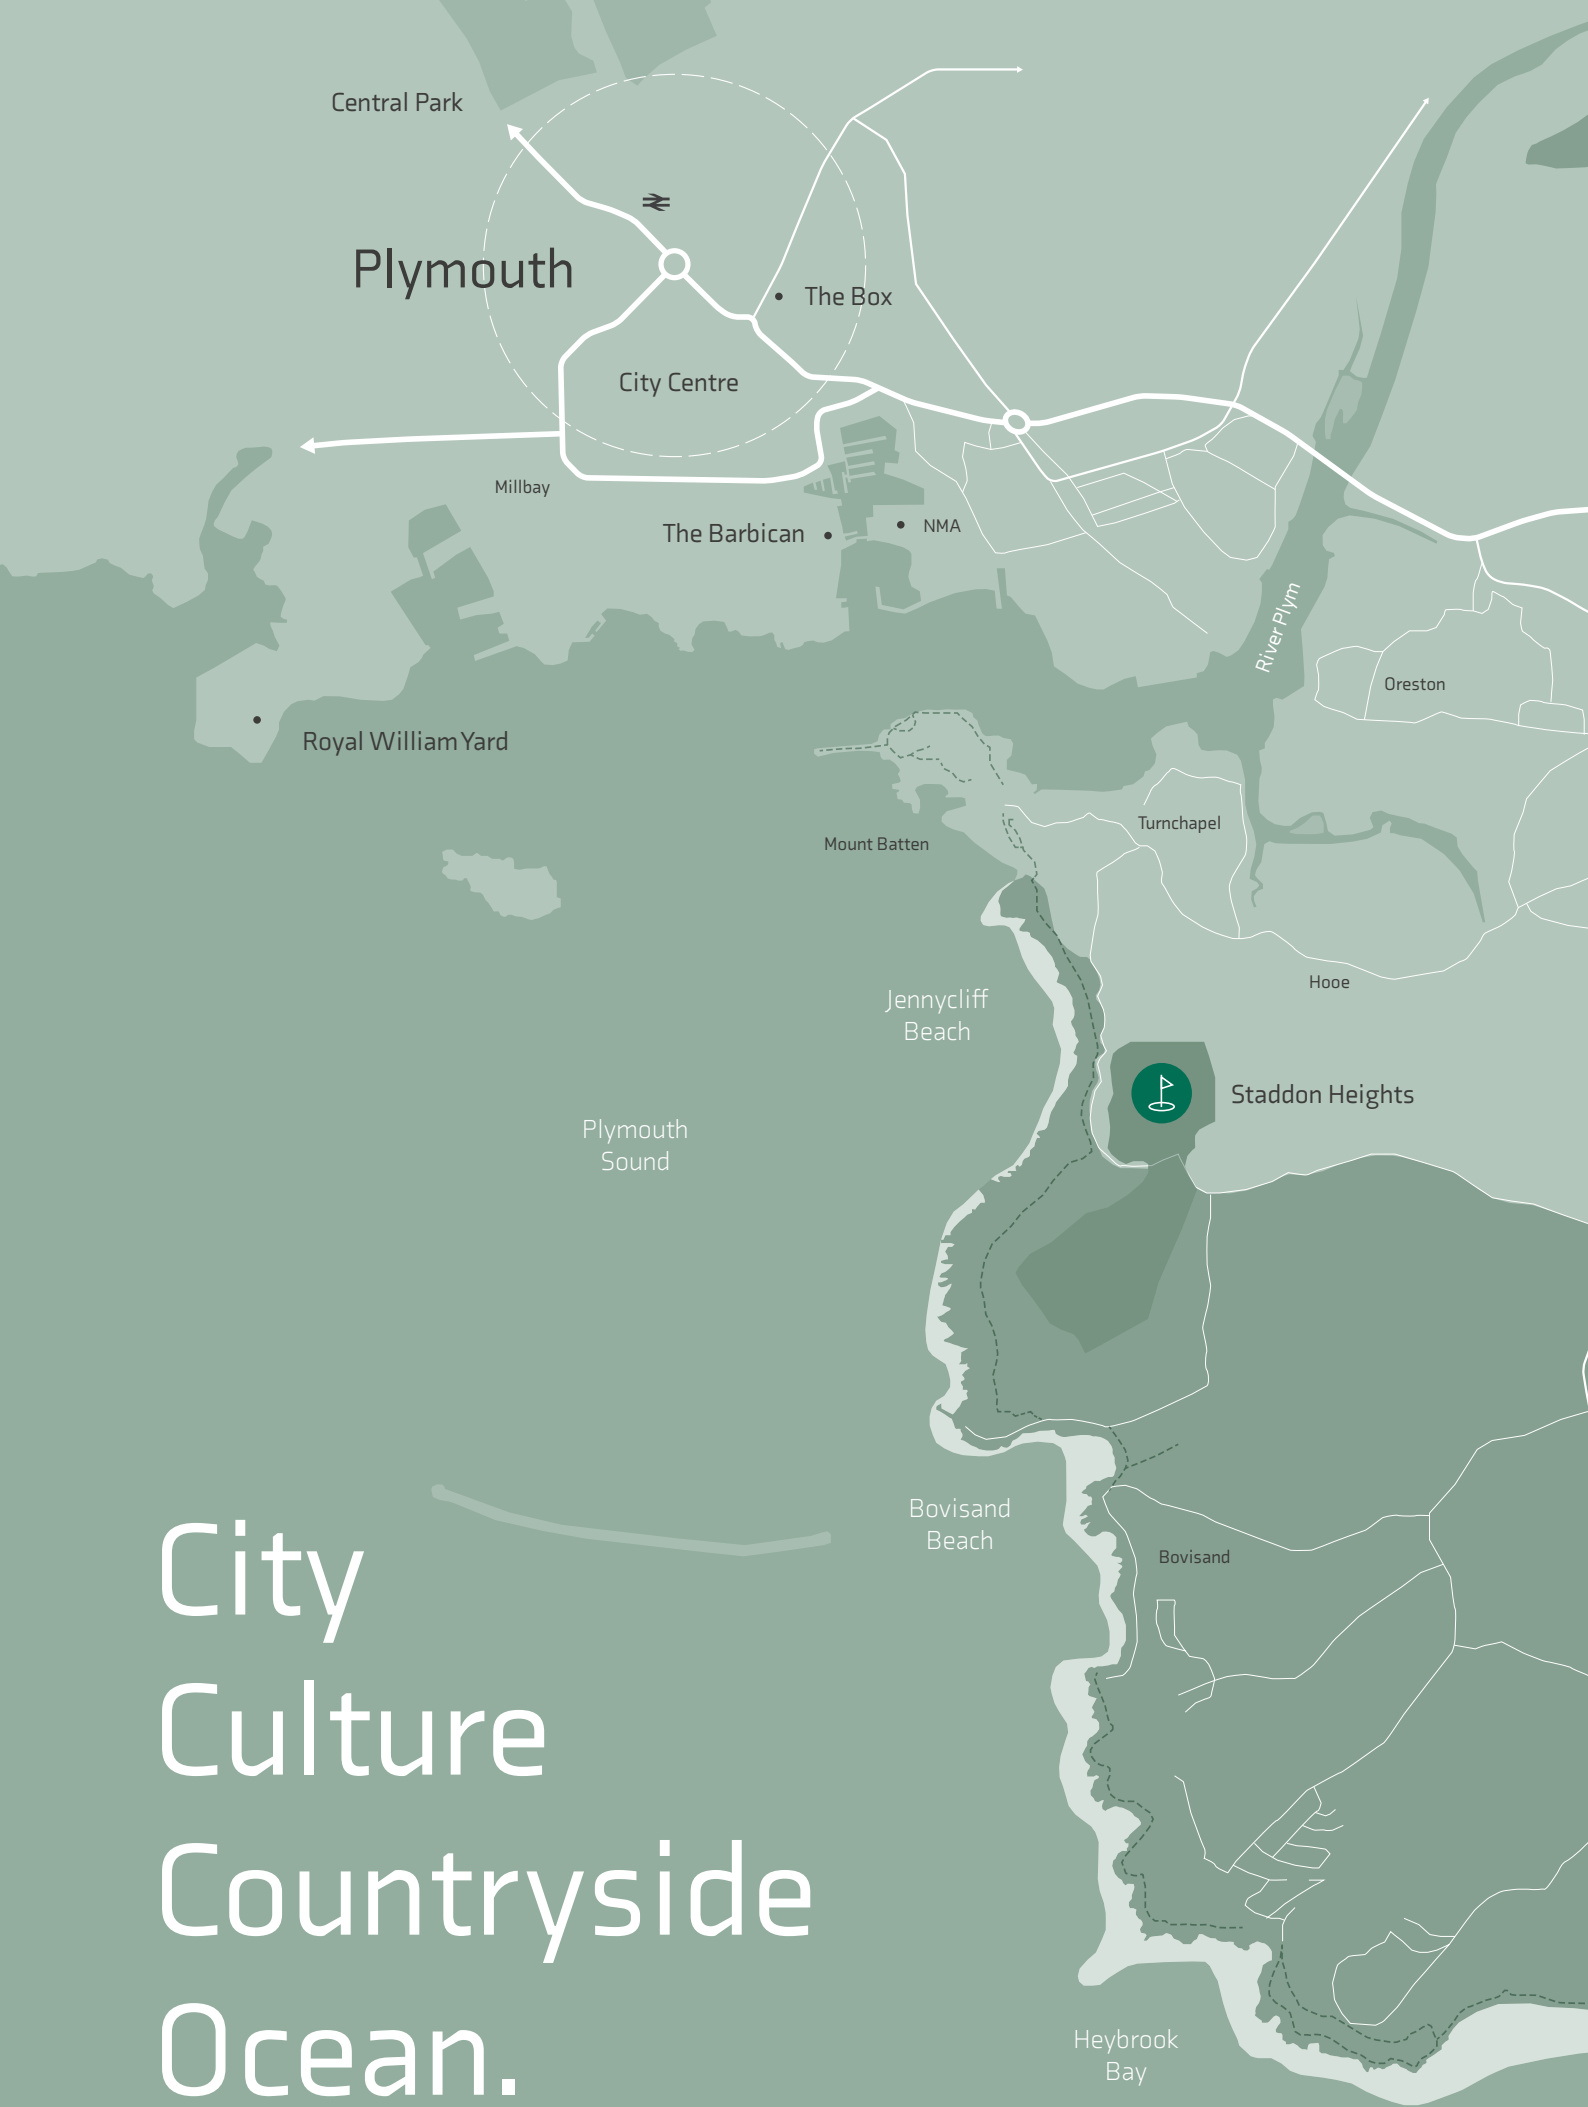 Central Park
Plymouth
The Box
City Centre
Millbay
The Barbican
NMA
River Plym
Oreston
Royal William Yard
Turnchapel
Mount Batten
Hooe
Jennycliff
Beach
Staddon Heights
Plymouth
Sound
Bovisand
Beach
Bovisand
City
Culture
Countryside
Ocean.
Heybrook
Bay